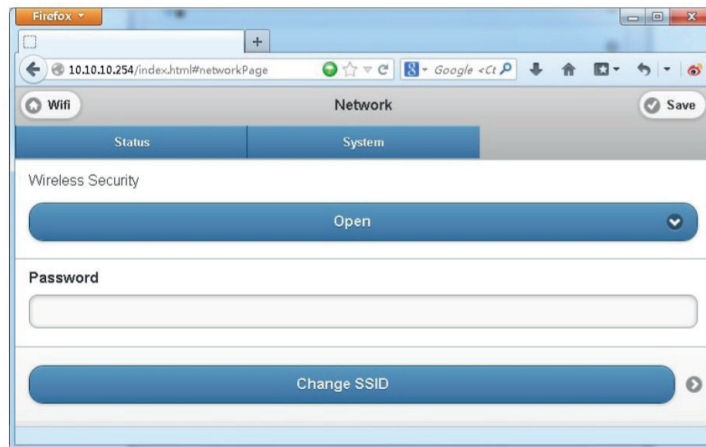 Firefox
10.10.10.254/index.html#networkPage
Google <Ct
Wifi
Network
Save
Status
System
Wireless Security
Open
Password
Change SSID